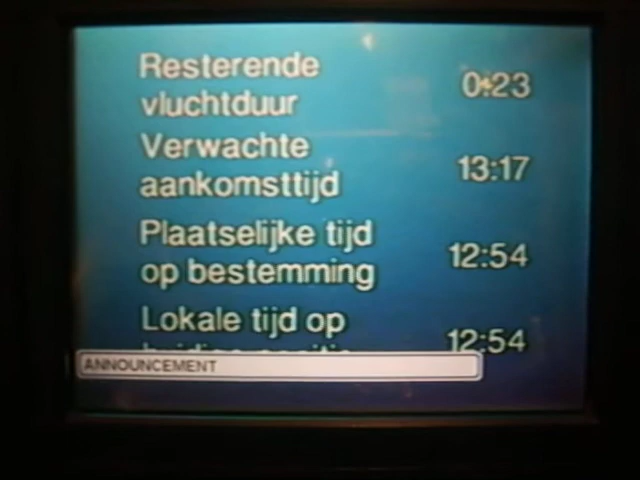 Resterende
vluchtduur 0:23
Verwachte
aankomsttijd 13:17
Plaatselijke tijd
op bestemming 12:54
Lokale tijd op
12:54
ANNOUNCEMENT